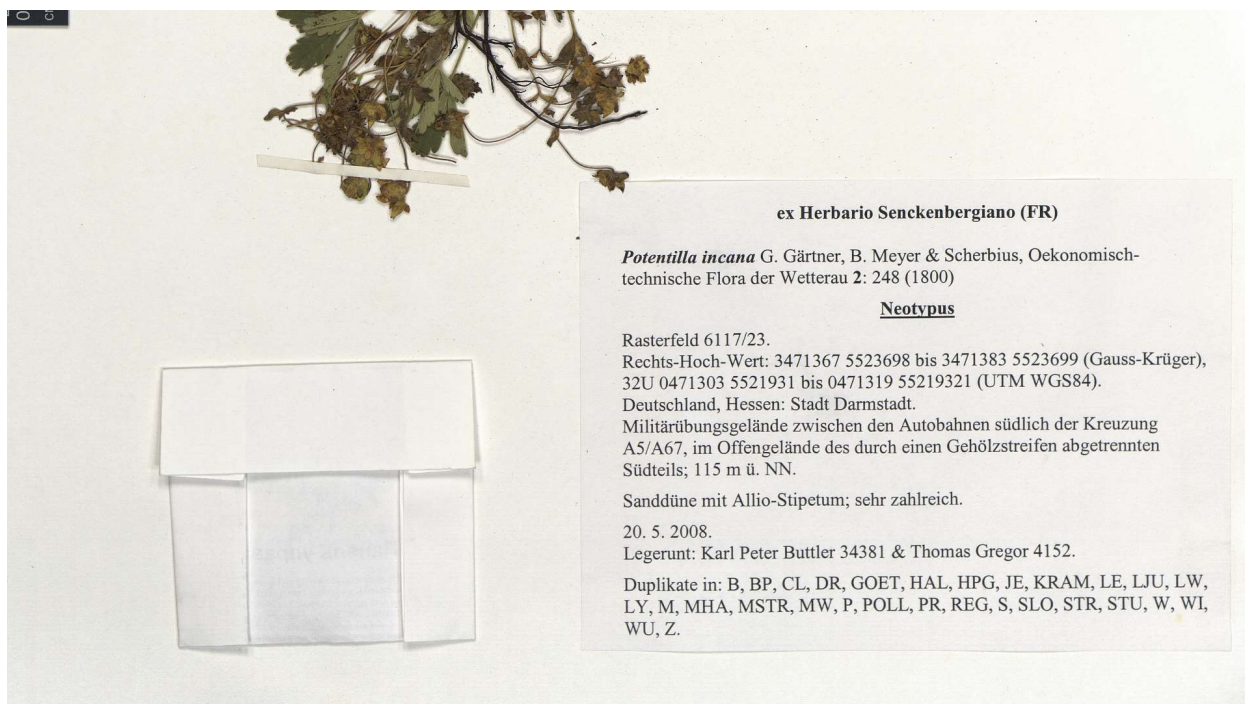 0
cm
ex Herbario Senckenbergiano (FR)
Potentilla incana G. Gärtner, B. Meyer & Scherbius, Oekonomisch-
technische Flora der Wetterau 2: 248 (1800)
Neotypus
Rasterfeld 6117/23.
Rechts-Hoch-Wert: 3471367 5523698 bis 3471383 5523699 (Gauss-Krüger),
32U 0471303 5521931 bis 0471319 55219321 (UTM WGS84).
Deutschland, Hessen: Stadt Darmstadt.
Militärübungsgelände zwischen den Autobahnen südlich der Kreuzung
A5/A67, im Offengelände des durch einen Gehölzstreifen abgetrennten
Südteils; 115 m ü. NN.
Sanddüne mit Allio-Stipetum; sehr zahlreich.
20. 5. 2008.
Legerunt: Karl Peter Buttler 34381 & Thomas Gregor 4152.
Duplikate in: B, BP, CL, DR, GOET, HAL, HPG, JE, KRAM, LE, LJU, LW,
LY, M, MHA, MSTR, MW, P, POLL, PR, REG, S, SLO, STR, STU, W, WI,
WU, Z.